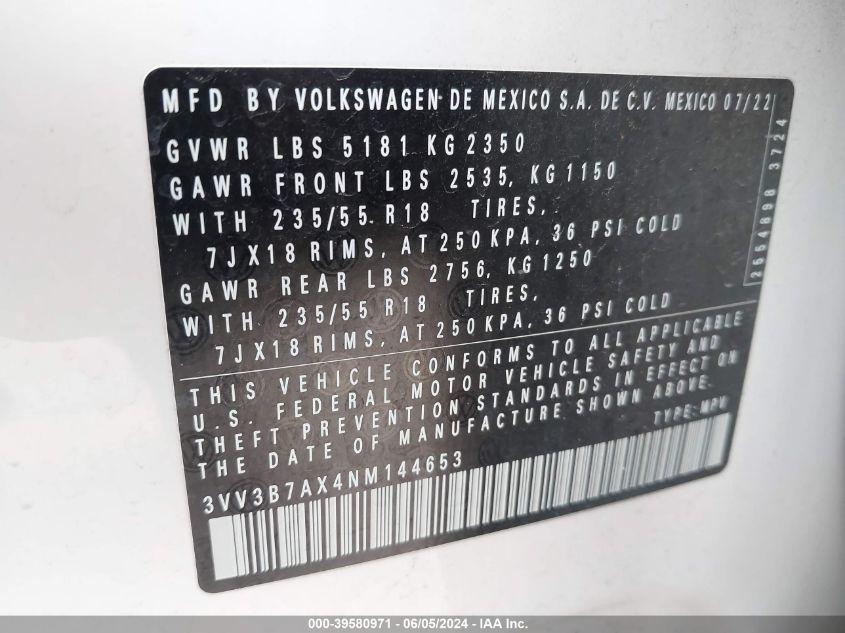 MFD BY VOLKSWAGEN DE MEXICO S.A. DE C.V. MEXICO 07/22
GVWR LBS 5181 KG 2350
GAWR FRONT LBS 2535, KG 1150
WITH 235/55 R18 TIRES,
7JX18 RIMS, AT 250 KPA, 36 PSI COLD
GAWR REAR LBS 2756, KG 1250
WITH 235/55 R18 TIRES,
7JX18 RIMS, AT 250 KPA, 36 PSI COLD
2554698 3724
THIS VEHICLE CONFORMS TO ALL APPLICABLE
U.S. FEDERAL MOTOR VEHICLE SAFETY AND
THEFT PREVENTION STANDARDS IN EFFECT ON
THE DATE OF MANUFACTURE SHOWN ABOVE.
TYPE: MPV
3VV3B7AX4NM144653
000-39580971 - 06/05/2024 - IAA Inc.